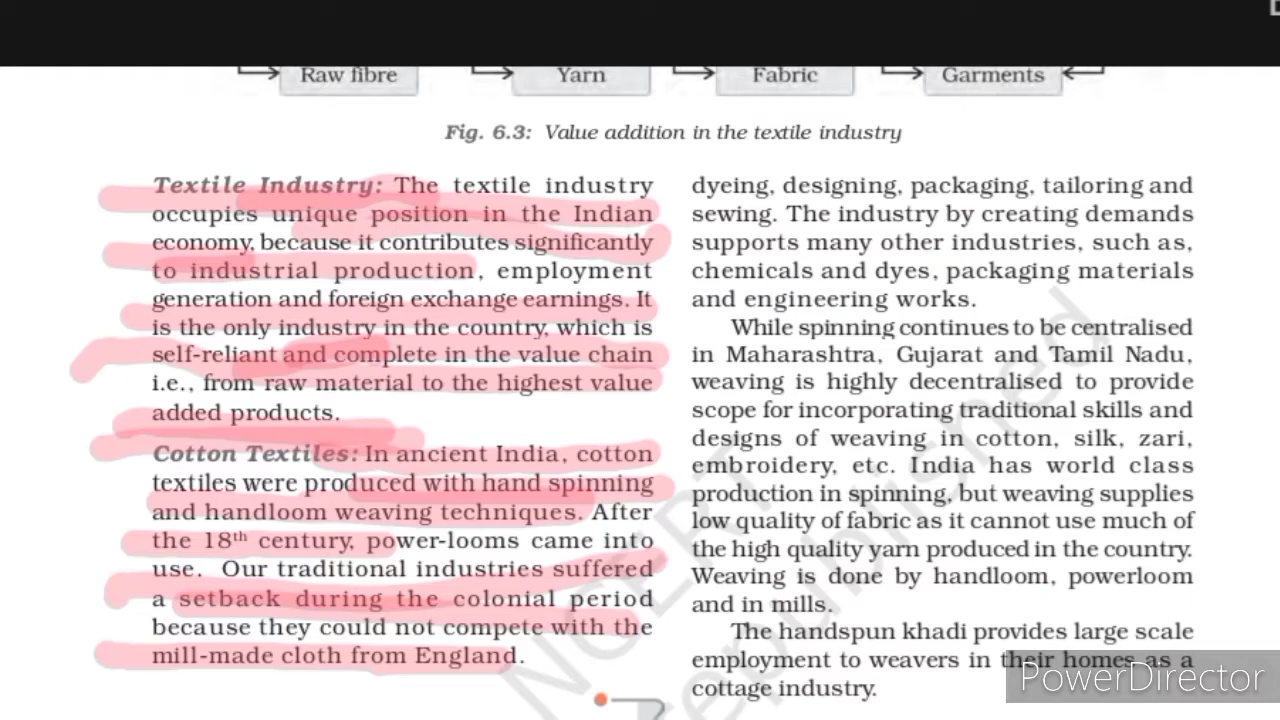 Raw fibre
Yarn
Fabric
Garments
Fig. 6.3: Value addition in the textile industry
Textile Industry: The textile industry
occupies unique position in the Indian
economy, because it contributes significantly
to industrial production, employment
generation and foreign exchange earnings. It
is the only industry in the country, which is
self-reliant and complete in the value chain
i.e., from raw material to the highest value
added products.
Cotton Textiles: In ancient India, cotton
textiles were produced with hand spinning
and handloom weaving techniques. After
the 18th century, power-looms came into
use. Our traditional industries suffered
a setback during the colonial period
because they could not compete with the
mill-made cloth from England.
dyeing, designing, packaging, tailoring and
sewing. The industry by creating demands
supports many other industries, such as,
chemicals and dyes, packaging materials
and engineering works.
While spinning continues to be centralised
in Maharashtra, Gujarat and Tamil Nadu,
weaving is highly decentralised to provide
scope for incorporating traditional skills and
designs of weaving in cotton, silk, zari,
embroidery, etc. India has world class
production in spinning, but weaving supplies
low quality of fabric as it cannot use much of
the high quality yarn produced in the country.
Weaving is done by handloom, powerloom
and in mills.
The handspun khadi provides large scale
employment to weavers in their homes as a
cottage industry.
NCERT
republished
PowerDirector